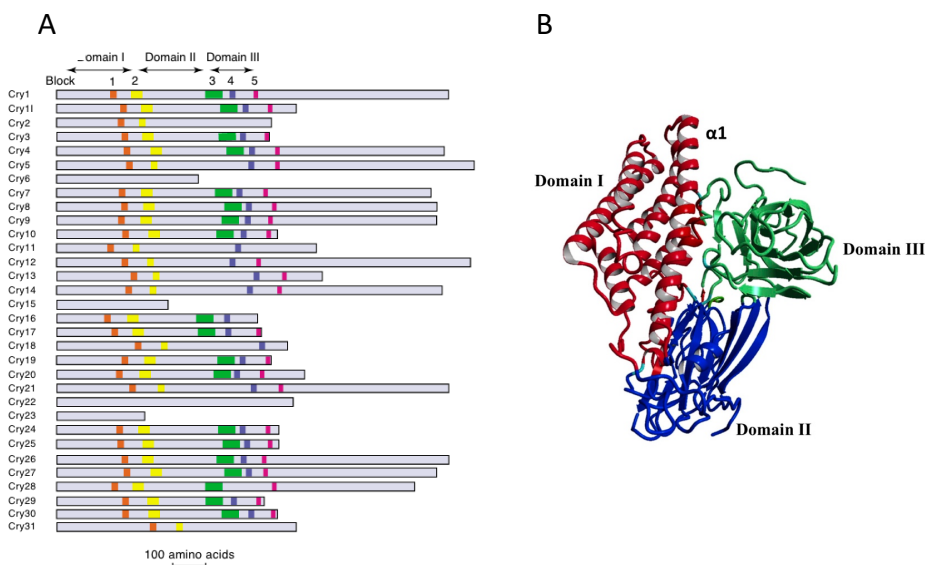 A
B
omain I Domain II Domain III
Block 1 2 3 4 5
Cry1
Cry1I
Cry2
Cry3
Cry4
Cry5
Cry6
Cry7
Cry8
Cry9
Cry10
Cry11
Cry12
Cry13
Cry14
Cry15
Cry16
Cry17
Cry18
Cry19
Cry20
Cry21
Cry22
Cry23
Cry24
Cry25
Cry26
Cry27
Cry28
Cry29
Cry30
Cry31
100 amino acids
α1
Domain I
Domain III
Domain II